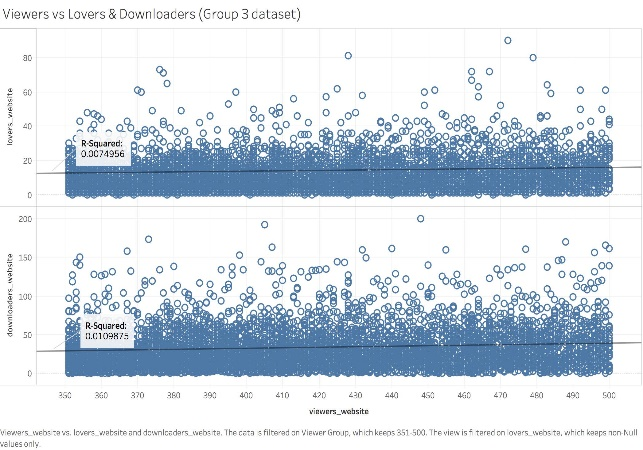 Viewers vs Lovers & Downloaders (Group 3 dataset)
80
60
40
20
0
lovers_website
R-Squared:
0.0074956
200
150
100
50
0
downloaders_website
R-Squared:
0.0109875
350 360 370 380 390 400 410 420 430 440 450 460 470 480 490 500
viewers_website
Viewers_website vs. lovers_website and downloaders_website. The data is filtered on Viewer Group, which keeps 351-500. The view is filtered on lovers_website, which keeps non-Null
values only.